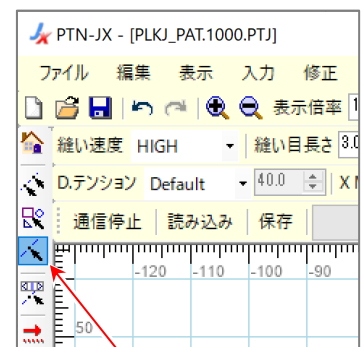 PTN-JX - [PLKJ_PAT.1000.PTJ]
ファイル 編集 表示 入力 修正
表示倍率 1
縫い速度 HIGH 縫い目長さ 3.0
D.テンション Default 40.0 X
通信停止 読み込み 保存
-120 -110 -100 -90
50